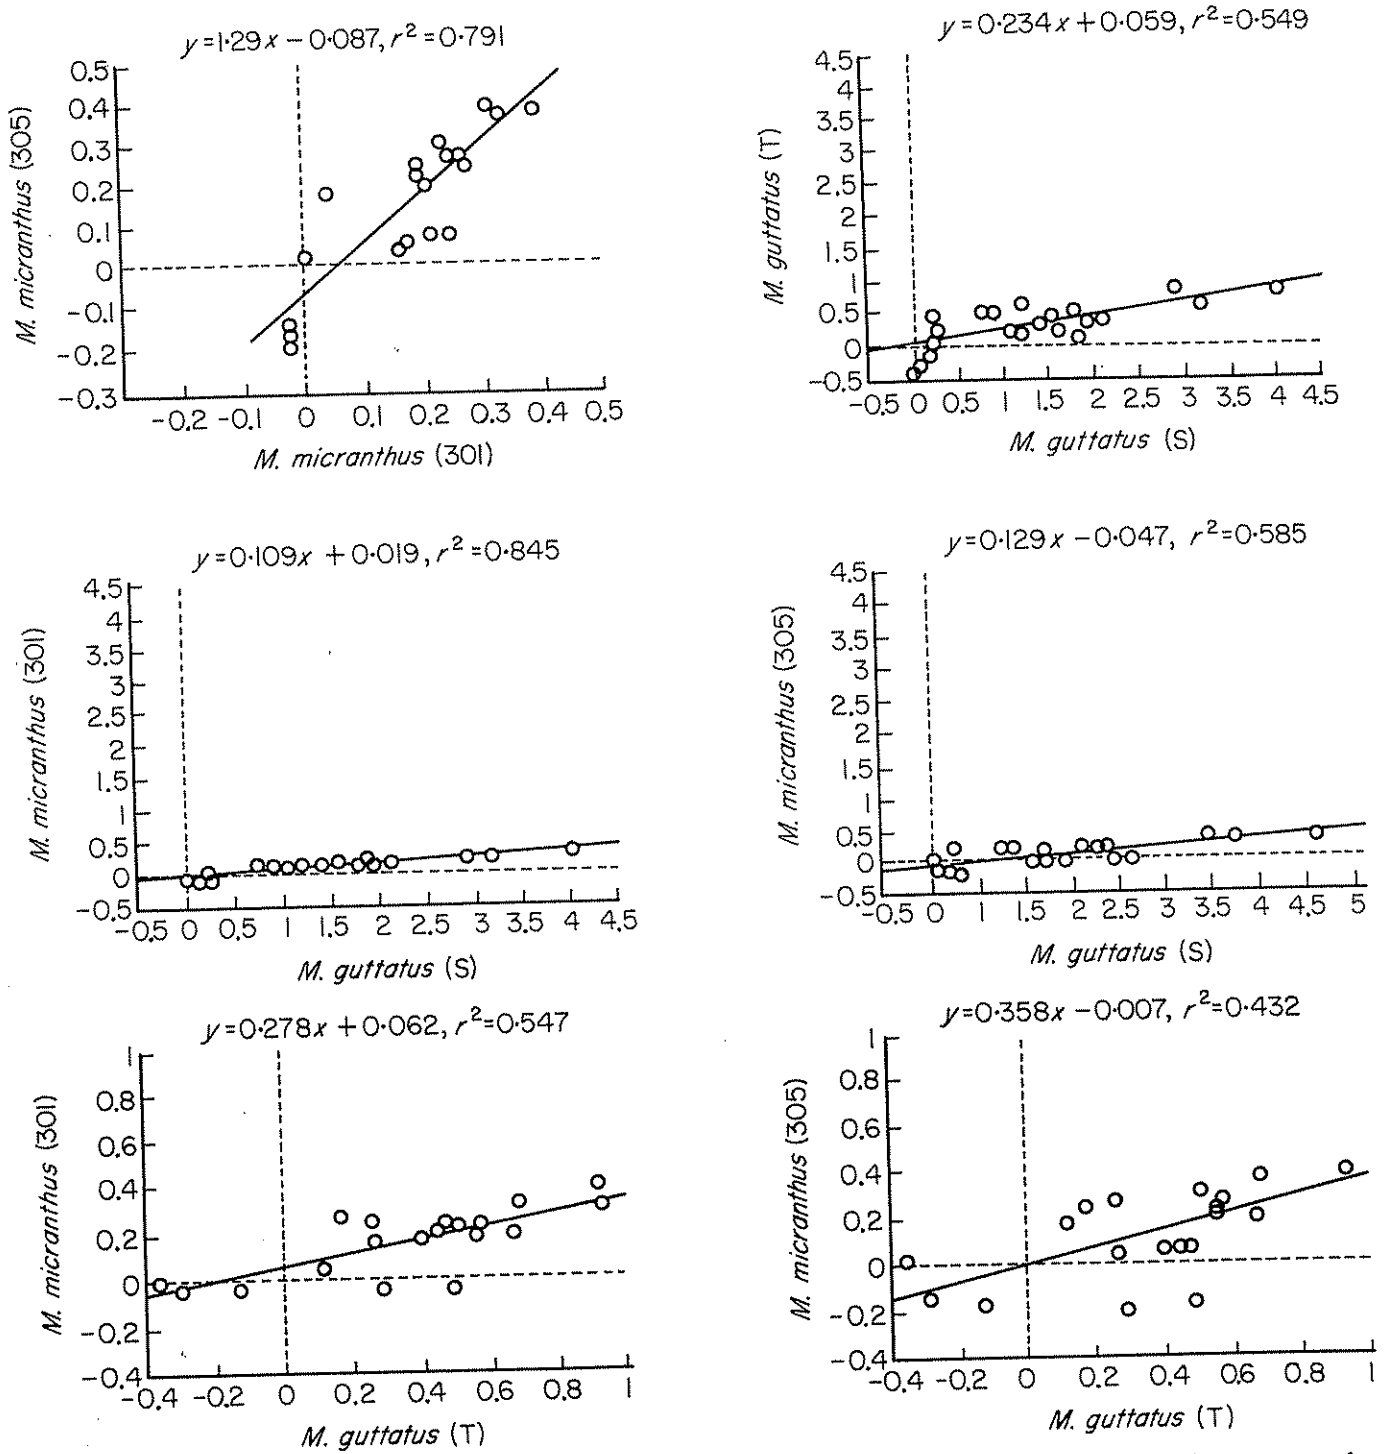 y=1·29x − 0·087, r²=0·791
0.5
0.4
0.3
0.2
0.1
0
−0.1
−0.2
−0.3
M. micranthus (305)
−0.2 −0.1 0 0.1 0.2 0.3 0.4 0.5
M. micranthus (301)
y=0·234x + 0·059, r²=0·549
4.5
4
3.5
3
2.5
2
1.5
1
0.5
0
−0.5
M. guttatus (T)
−0.5 0 0.5 1 1.5 2 2.5 3 3.5 4 4.5
M. guttatus (S)
y=0·109x + 0·019, r²=0·845
4.5
4
3.5
3
2.5
2
1.5
1
0.5
0
−0.5
M. micranthus (301)
−0.5 0 0.5 1 1.5 2 2.5 3 3.5 4 4.5
M. guttatus (S)
y=0·129x − 0·047, r²=0·585
4.5
4
3.5
3
2.5
2
1.5
1
0.5
0
−0.5
M. micranthus (305)
−0.5 0 0.5 1 1.5 2 2.5 3 3.5 4 4.5 5
M. guttatus (S)
y=0·278x + 0·062, r²=0·547
1
0.8
0.6
0.4
0.2
0
−0.2
−0.4
M. micranthus (301)
−0.4 −0.2 0 0.2 0.4 0.6 0.8 1
M. guttatus (T)
y=0·358x − 0·007, r²=0·432
1
0.8
0.6
0.4
0.2
0
−0.2
−0.4
M. micranthus (305)
−0.4 −0.2 0 0.2 0.4 0.6 0.8 1
M. guttatus (T)